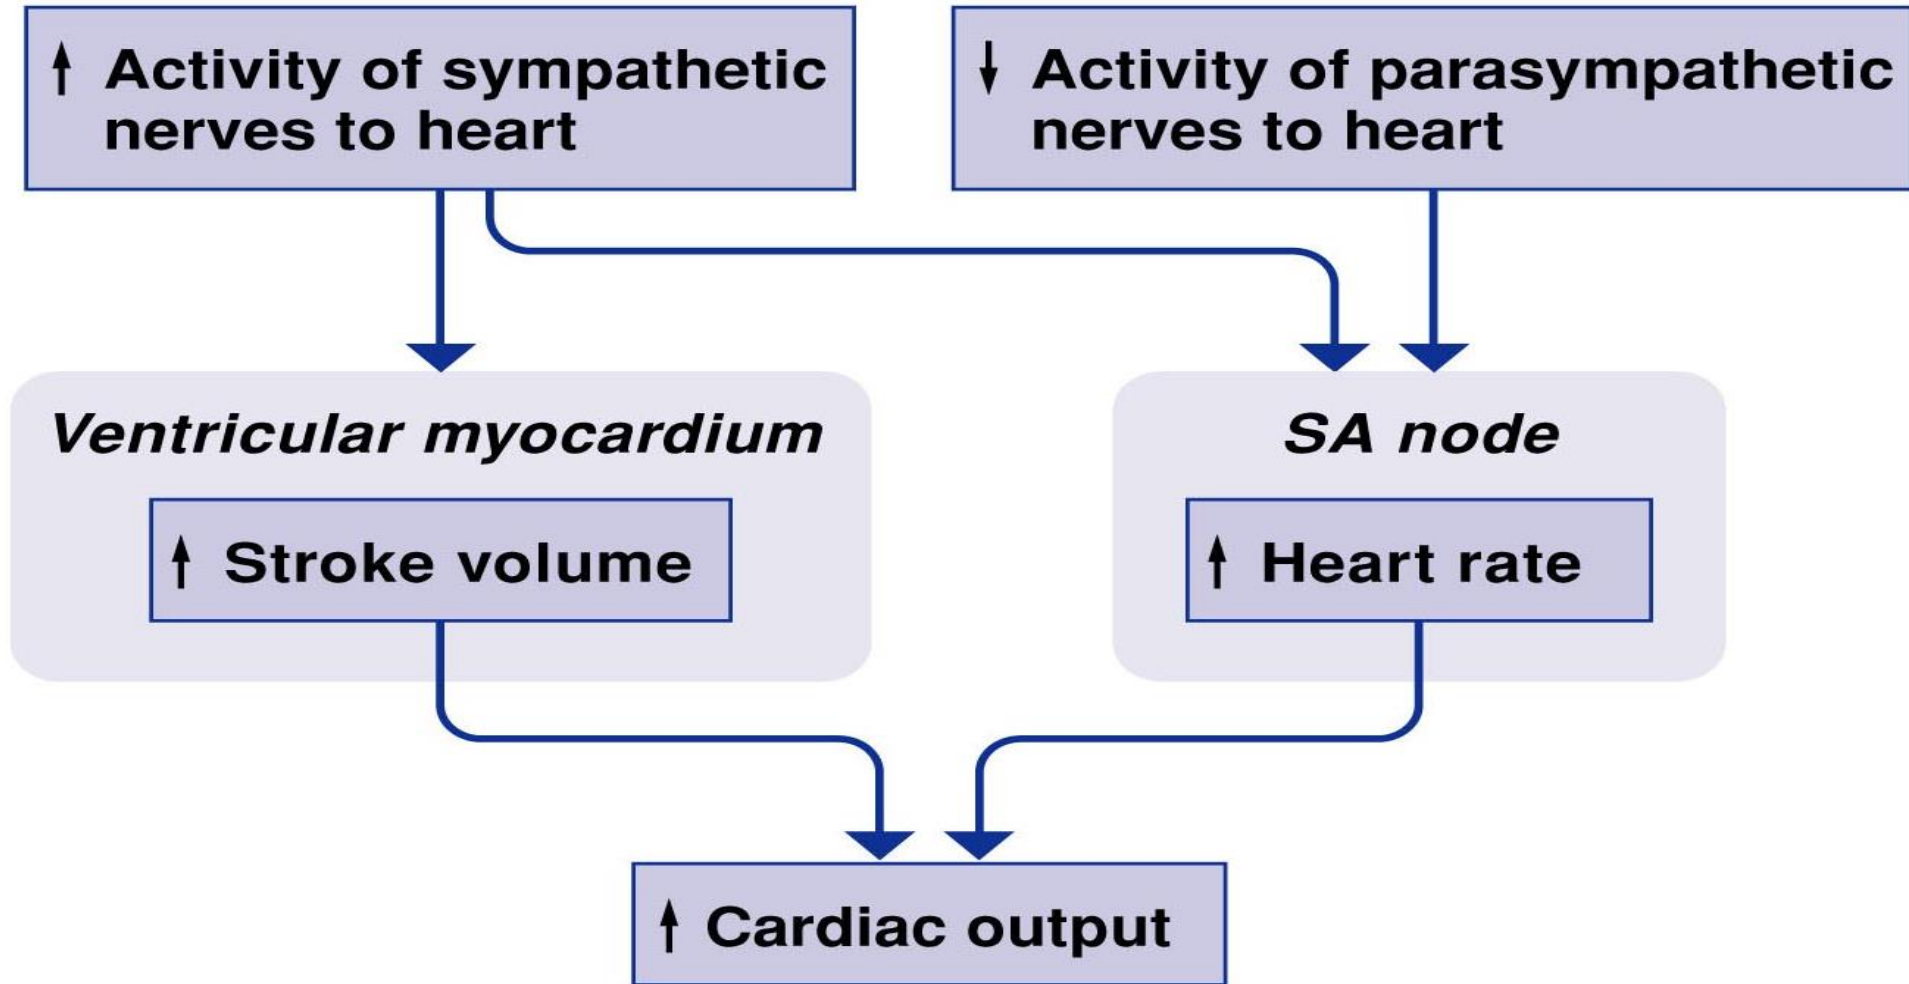 ↑ Activity of sympathetic
nerves to heart
↓ Activity of parasympathetic
nerves to heart
Ventricular myocardium
↑ Stroke volume
SA node
↑ Heart rate
↑ Cardiac output